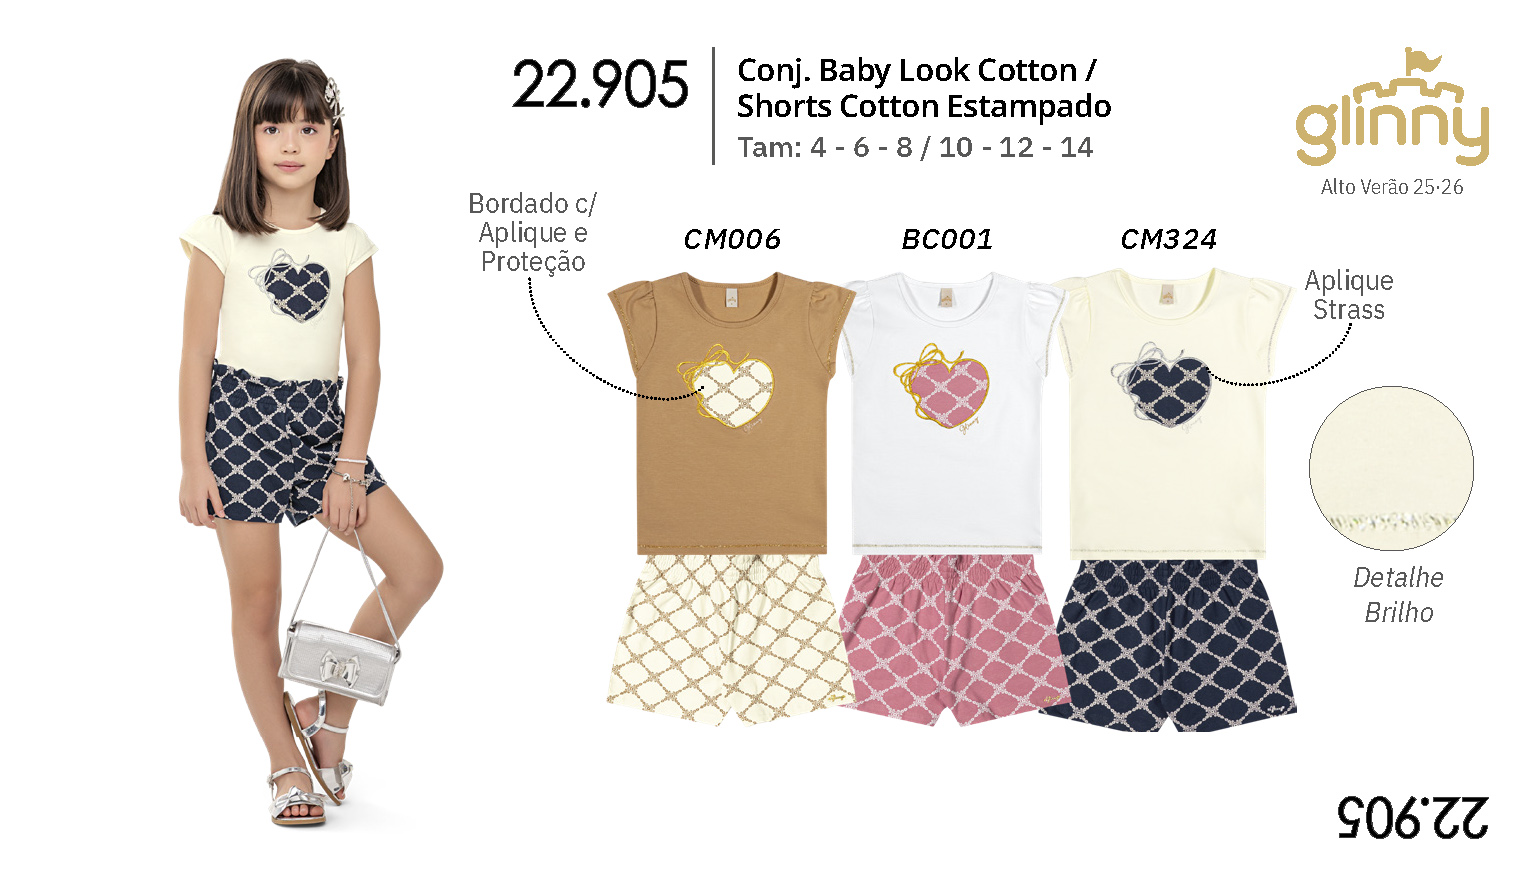 22.905
Conj. Baby Look Cotton /
Shorts Cotton Estampado
Tam: 4 - 6 - 8 / 10 - 12 - 14
glinny
Alto Verão 25·26
Bordado c/
Aplique e
Proteção
CM006
BC001
CM324
Aplique
Strass
glinny
Detalhe
Brilho
22.905